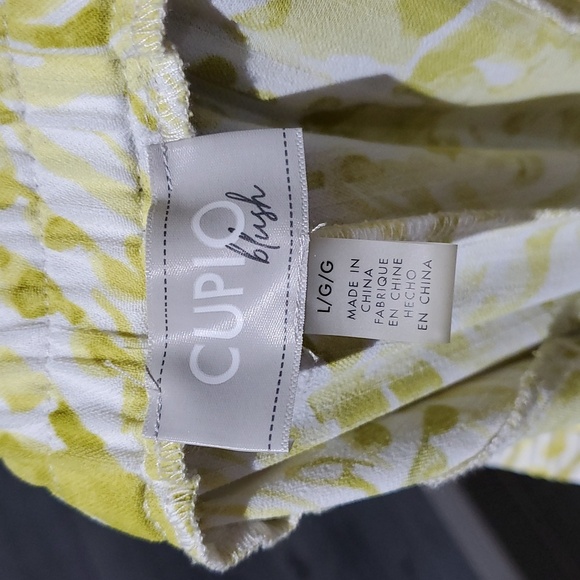 CUPIO
blush
L/G/G
MADE IN
CHINA
FABRIQUE
EN CHINE
HECHO
EN CHINA